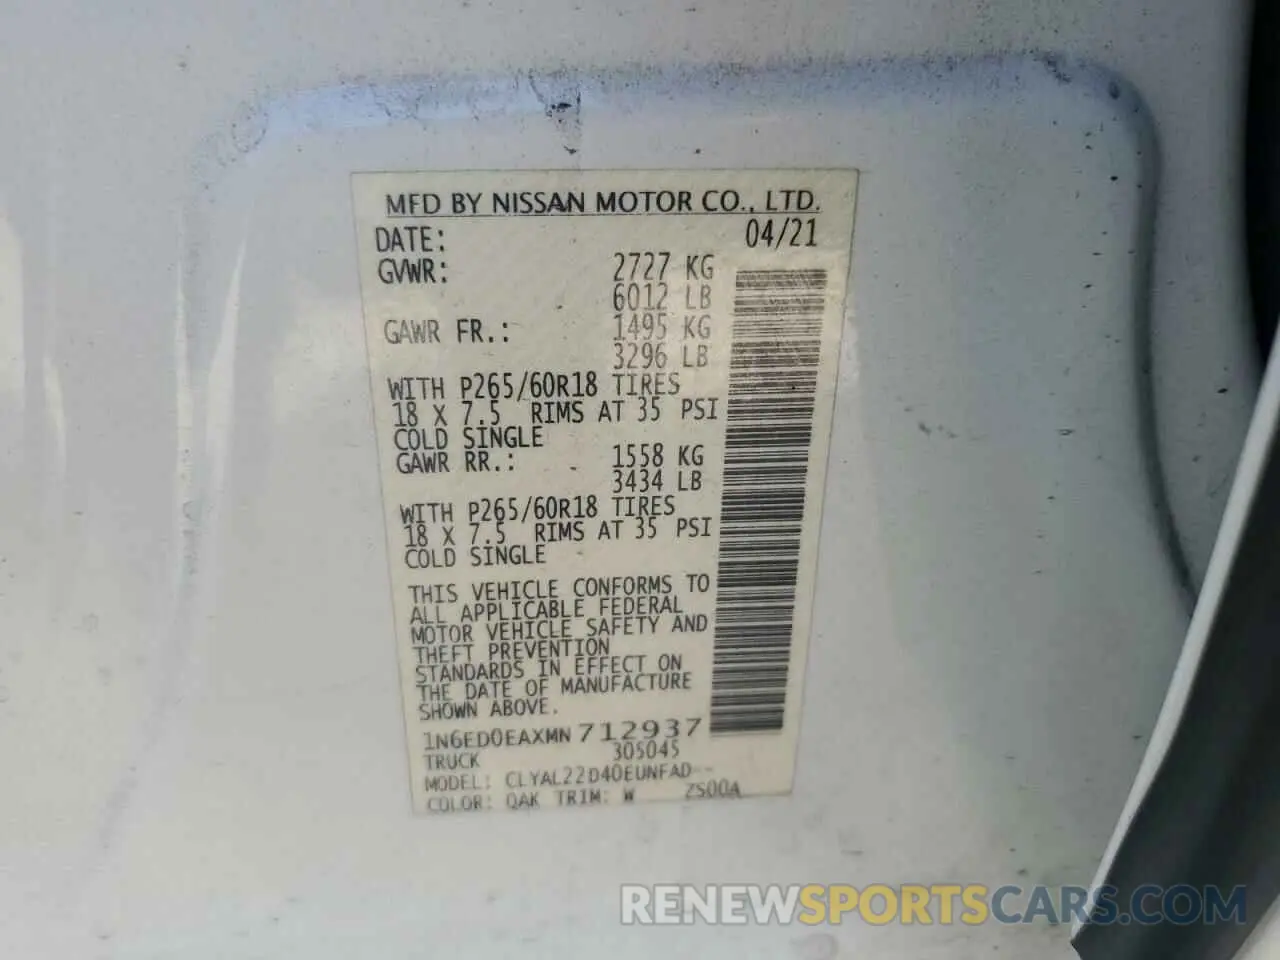 MFD BY NISSAN MOTOR CO., LTD.
DATE: 04/21
GVWR: 2727 KG
6012 LB
GAWR FR.: 1495 KG
3296 LB
WITH P265/60R18 TIRES
18 X 7.5 RIMS AT 35 PSI
COLD SINGLE
GAWR RR.: 1558 KG
3434 LB
WITH P265/60R18 TIRES
18 X 7.5 RIMS AT 35 PSI
COLD SINGLE
THIS VEHICLE CONFORMS TO
ALL APPLICABLE FEDERAL
MOTOR VEHICLE SAFETY AND
THEFT PREVENTION
STANDARDS IN EFFECT ON
THE DATE OF MANUFACTURE
SHOWN ABOVE.
1N6ED0EAXMN 712937
TRUCK 305045
MODEL: CLYAL22D40EUNFAD--
COLOR: QAK TRIM: W ZS00A
RENEWSPORTSCARS.COM